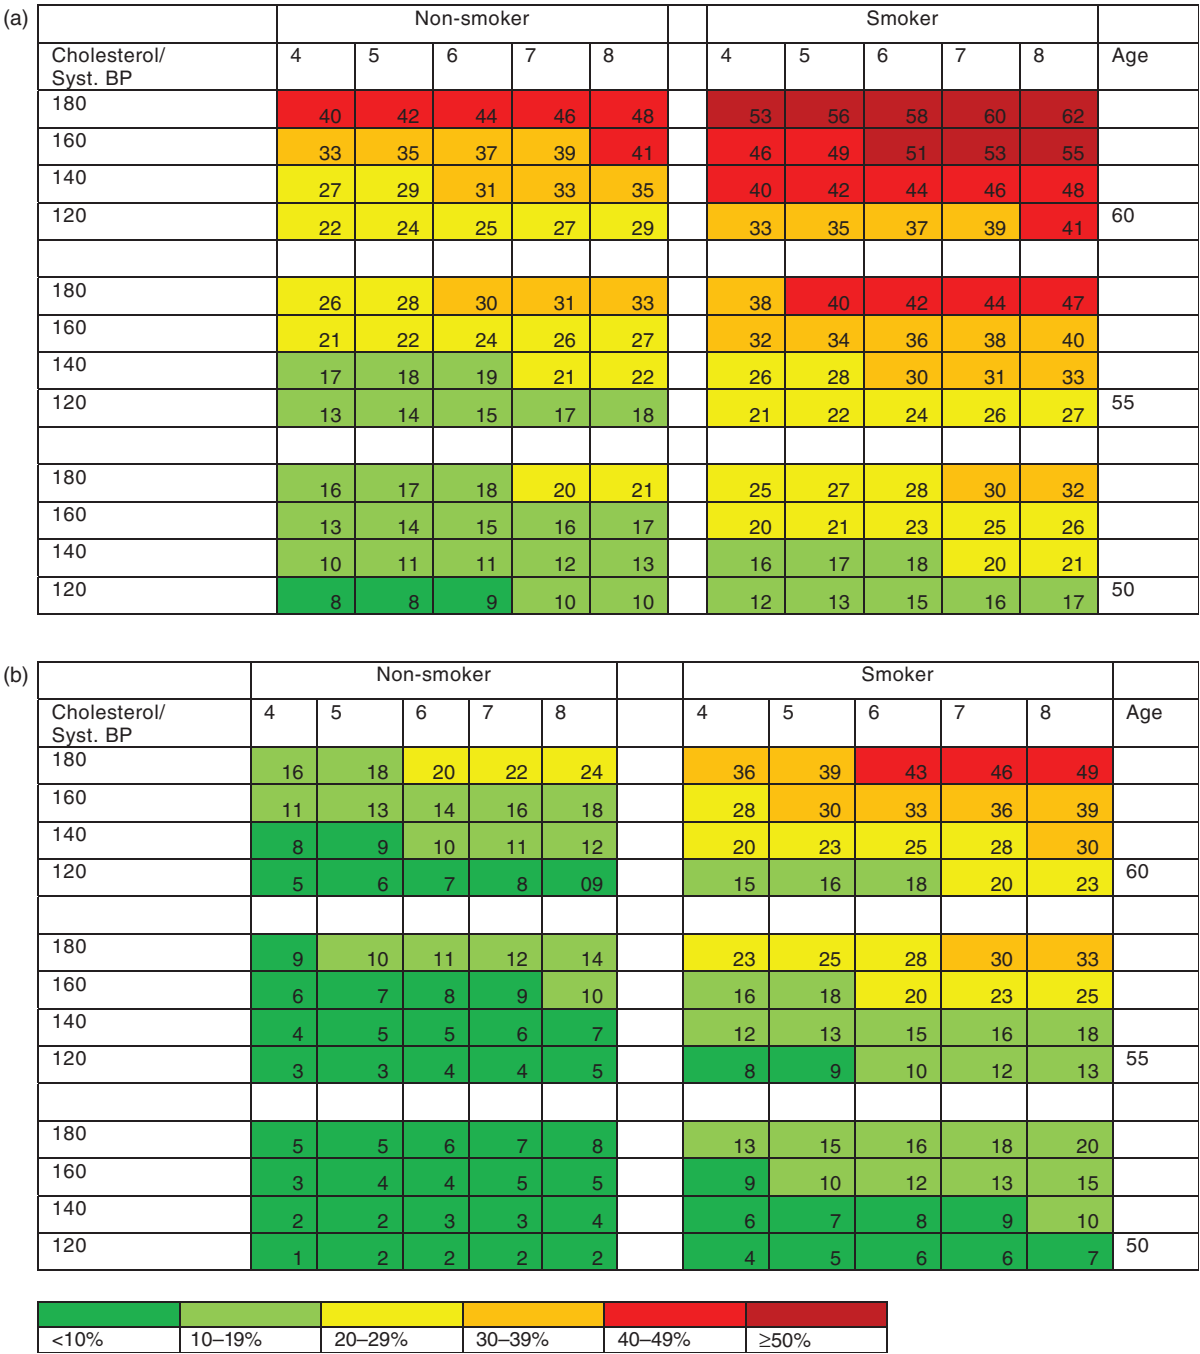 (a) Non-smoker Smoker
Cholesterol/ 4 5 6 7 8 4 5 6 7 8 Age
Syst. BP
180 40 42 44 46 48 53 56 58 60 62
160 33 35 37 39 41 46 49 51 53 55
140 27 29 31 33 35 40 42 44 46 48
120 22 24 25 27 29 33 35 37 39 41 60
180 26 28 30 31 33 38 40 42 44 47
160 21 22 24 26 27 32 34 36 38 40
140 17 18 19 21 22 26 28 30 31 33
120 13 14 15 17 18 21 22 24 26 27 55
180 16 17 18 20 21 25 27 28 30 32
160 13 14 15 16 17 20 21 23 25 26
140 10 11 11 12 13 16 17 18 20 21
120 8 8 9 10 10 12 13 15 16 17 50
(b) Non-smoker Smoker
Cholesterol/ 4 5 6 7 8 4 5 6 7 8 Age
Syst. BP
180 16 18 20 22 24 36 39 43 46 49
160 11 13 14 16 18 28 30 33 36 39
140 8 9 10 11 12 20 23 25 28 30
120 5 6 7 8 09 15 16 18 20 23 60
180 9 10 11 12 14 23 25 28 30 33
160 6 7 8 9 10 16 18 20 23 25
140 4 5 5 6 7 12 13 15 16 18
120 3 3 4 4 5 8 9 10 12 13 55
180 5 5 6 7 8 13 15 16 18 20
160 3 4 4 5 5 9 10 12 13 15
140 2 2 3 3 4 6 7 8 9 10
120 1 2 2 2 2 4 5 6 6 7 50
<10% 10–19% 20–29% 30–39% 40–49% ≥50%